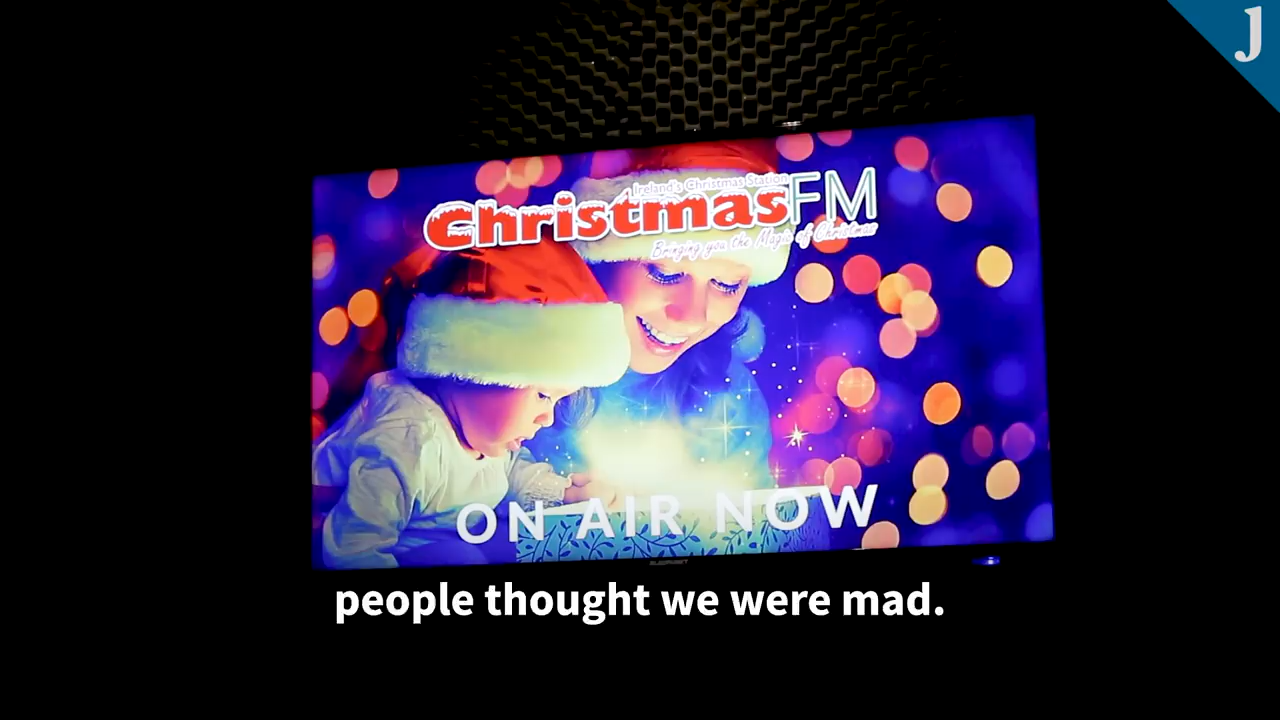 J
Ireland's Christmas Station
ChristmasFM
Bringing you the Magic of Christmas
ON AIR NOW
people thought we were mad.